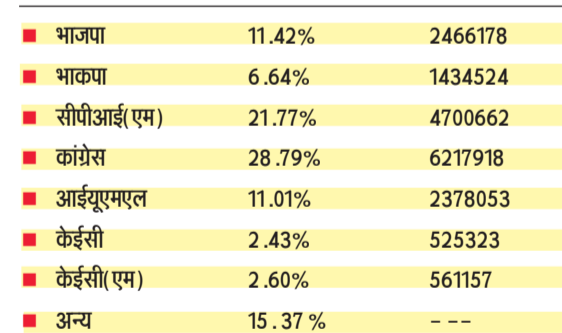 भाजपा 11.42% 2466178
भाकपा 6.64% 1434524
सीपीआई(एम) 21.77% 4700662
कांग्रेस 28.79% 6217918
आईयूएमएल 11.01% 2378053
केईसी 2.43% 525323
केईसी(एम) 2.60% 561157
अन्य 15.37 % – – –